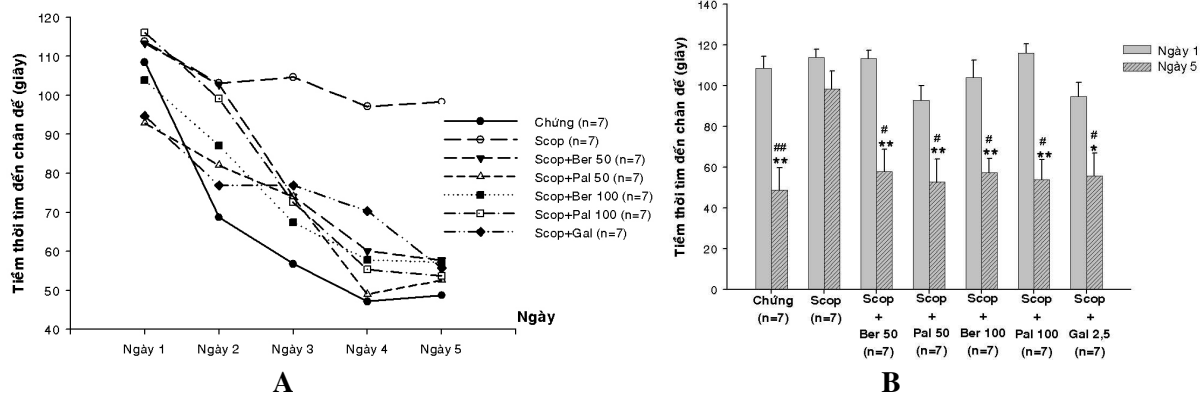 Tiềm thời tìm đến chân đế (giây)
120
110
100
90
80
70
60
50
40
Ngày 1
Ngày 2
Ngày 3
Ngày 4
Ngày 5
Ngày
Chứng (n=7)
Scop (n=7)
Scop+Ber 50 (n=7)
Scop+Pal 50 (n=7)
Scop+Ber 100 (n=7)
Scop+Pal 100 (n=7)
Scop+Gal (n=7)
A
Tiềm thời tìm đến chân đế (giây)
140
120
100
80
60
40
20
0
##
**
#
**
#
**
#
**
#
**
#
*
Chứng
(n=7)
Scop
(n=7)
Scop
+
Ber 50
(n=7)
Scop
+
Pal 50
(n=7)
Scop
+
Ber 100
(n=7)
Scop
+
Pal 100
(n=7)
Scop
+
Gal 2,5
(n=7)
Ngày 1
Ngày 5
B